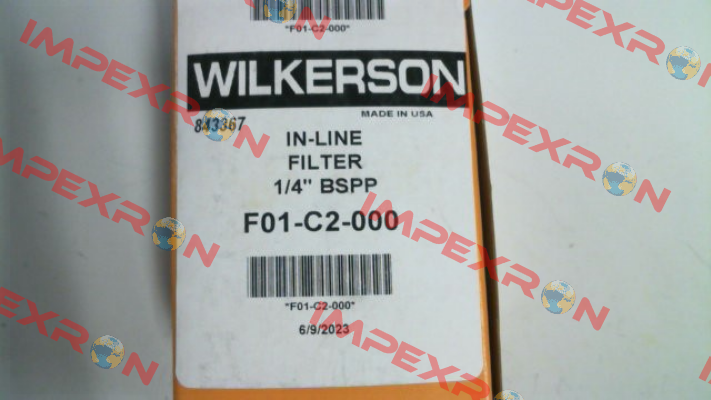 "F01-C2-000"
WILKERSON
MADE IN USA
843367
IN-LINE
FILTER
1/4" BSPP
F01-C2-000
"F01-C2-000"
6/9/2023
IMPEXRON
IMPEXRON
IMPEXRON
IMPEXRON
IMPEXRON